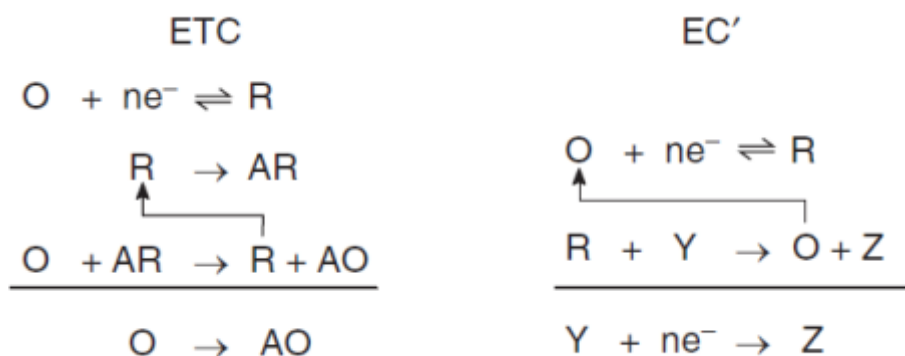 ETC
O + ne⁻ ⇌ R
R → AR
O + AR → R + AO
O → AO
EC′
O + ne⁻ ⇌ R
R + Y → O + Z
Y + ne⁻ → Z